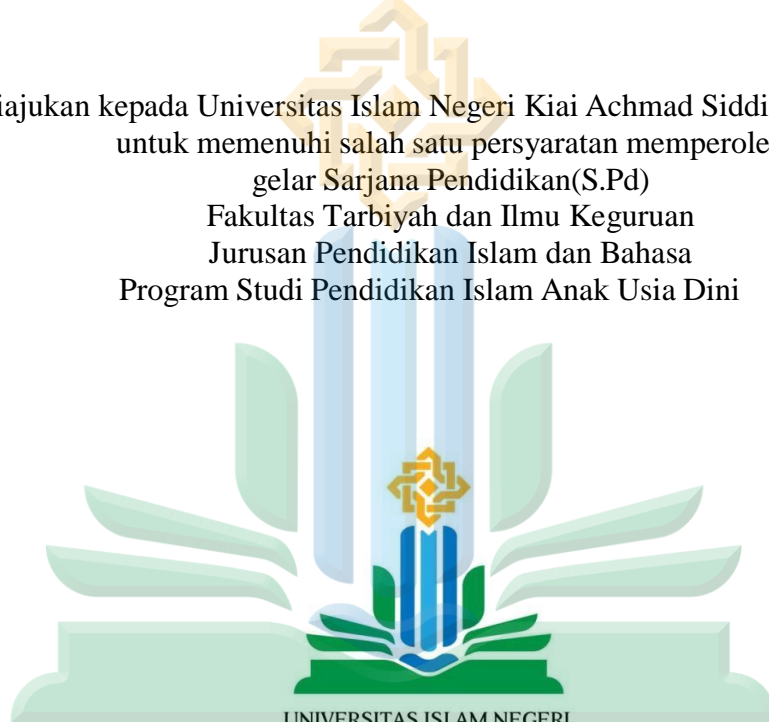 iajukan kepada Universitas Islam Negeri Kiai Achmad Siddi
untuk memenuhi salah satu persyaratan memperole
gelar Sarjana Pendidikan(S.Pd)
Fakultas Tarbiyah dan Ilmu Keguruan
Jurusan Pendidikan Islam dan Bahasa
Program Studi Pendidikan Islam Anak Usia Dini
UNIVERSITAS ISLAM NEGERI